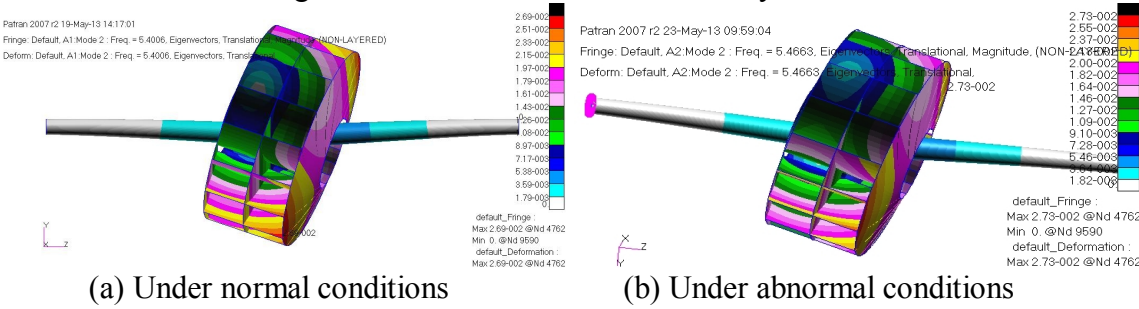 Patran 2007 r2 19-May-13 14:17:01
Fringe: Default, A1:Mode 2 : Freq. = 5.4006, Eigenvectors, Translational, Magnitude, (NON-LAYERED)
Deform: Default, A1:Mode 2 : Freq. = 5.4006, Eigenvectors, Translational,
2.69-002
2.51-002
2.33-002
2.15-002
1.97-002
1.79-002
1.61-002
1.43-002
1.26-002
1.08-002
8.97-003
7.17-003
5.38-003
3.59-003
1.79-003
0.
default_Fringe :
Max 2.69-002 @Nd 4762
Min 0. @Nd 9590
default_Deformation :
Max 2.69-002 @Nd 4762
Y
X
Z
(a) Under normal conditions
Patran 2007 r2 23-May-13 09:59:04
Fringe: Default, A2:Mode 2 : Freq. = 5.4663, Eigenvectors, Translational, Magnitude, (NON-LAYERED)
Deform: Default, A2:Mode 2 : Freq. = 5.4663, Eigenvectors, Translational,
2.73-002
2.73-002
2.55-002
2.37-002
2.00-002
1.82-002
1.64-002
1.46-002
1.27-002
1.09-002
9.10-003
7.28-003
5.46-003
1.82-003
default_Fringe :
Max 2.73-002 @Nd 4762
Min 0. @Nd 9590
default_Deformation :
Max 2.73-002 @Nd 4762
X
Z
Y
(b) Under abnormal conditions